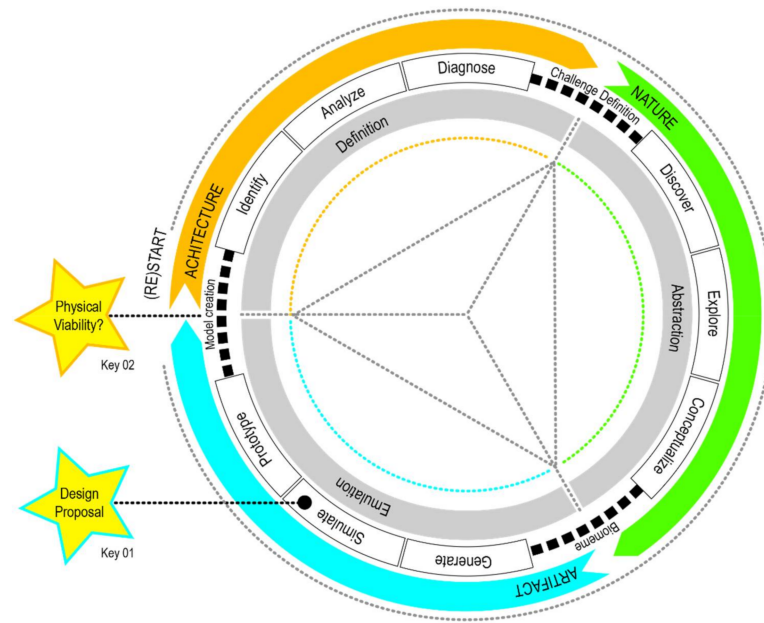 Diagnose
Challenge Definition
NATURE
Analyze
Definition
Discover
Identify
ACHITECTURE
(RE)START
Physical
Viability?
Key 02
Model creation
Explore
Abstraction
Conceptualize
Prototype
Emulation
Design
Proposal
Key 01
Simulate
Generate
Biomeme
ARTIFACT